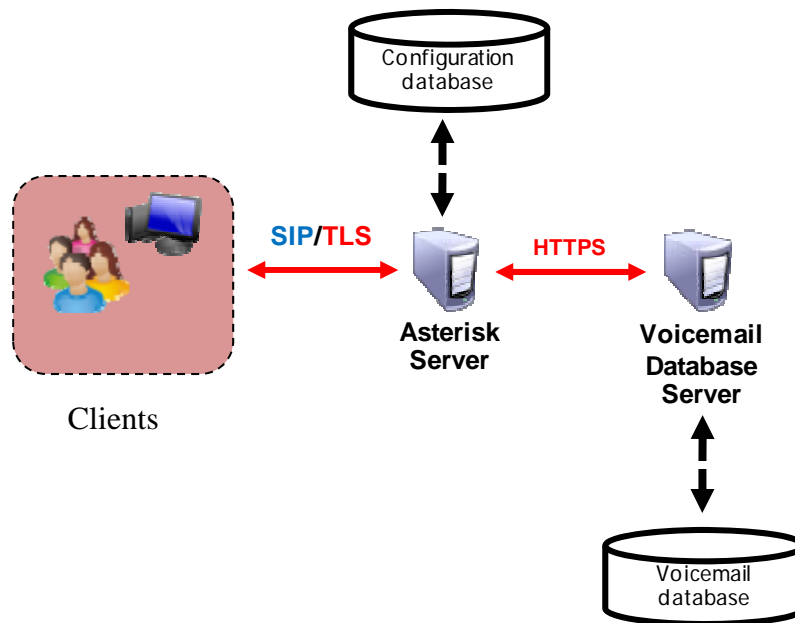 Configuration
database
SIP/TLS
HTTPS
Asterisk
Server
Voicemail
Database
Server
Clients
Voicemail
database